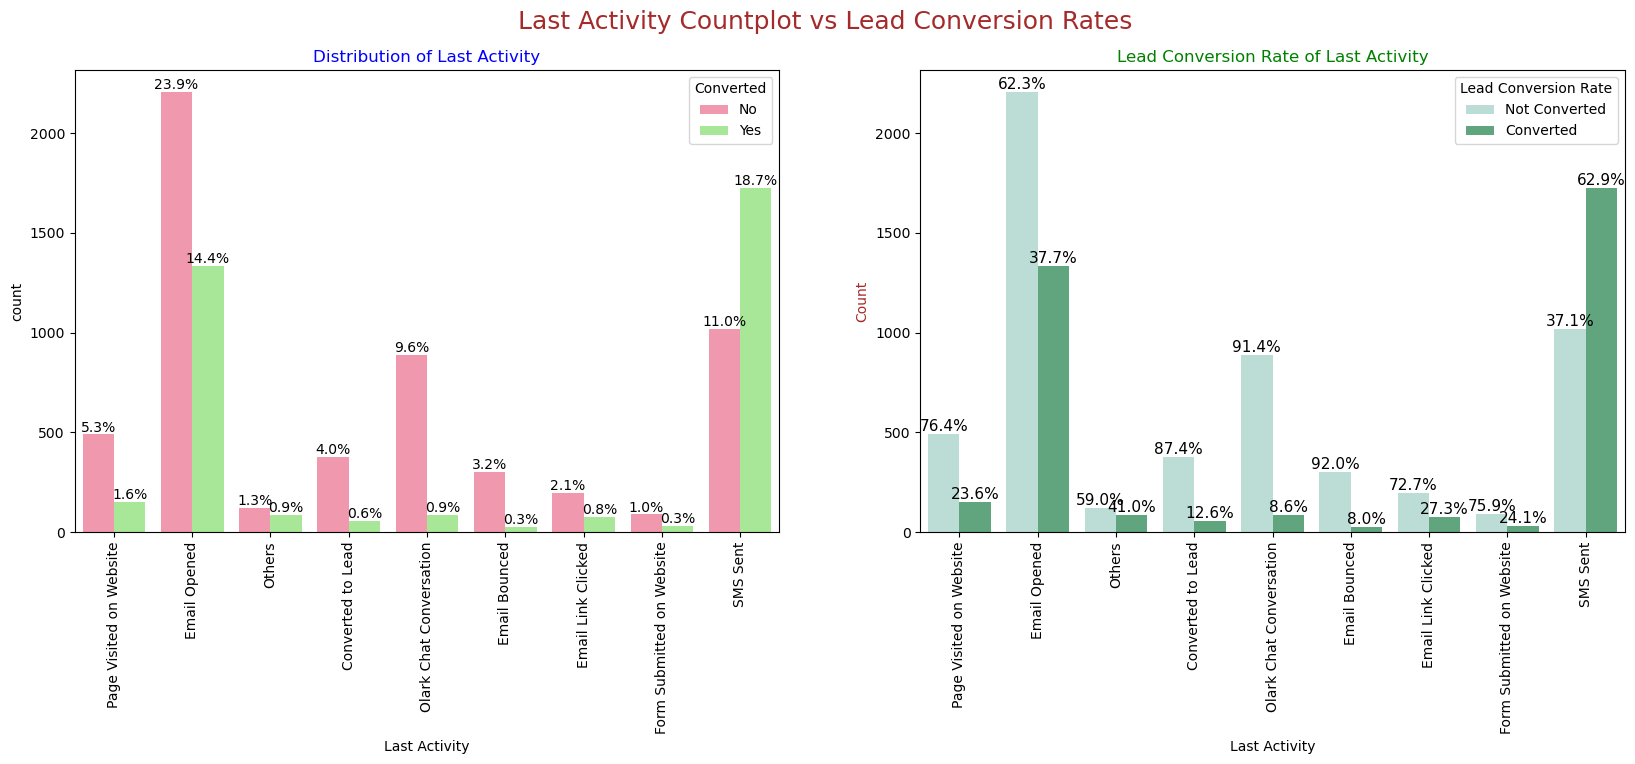 Last Activity Countplot vs Lead Conversion Rates
Distribution of Last Activity
Converted
No
Yes
count
2000
1500
1000
500
0
5.3%
1.6%
23.9%
14.4%
1.3%
0.9%
4.0%
0.6%
9.6%
0.9%
3.2%
0.3%
2.1%
0.8%
1.0%
0.3%
11.0%
18.7%
Page Visited on Website
Email Opened
Others
Converted to Lead
Olark Chat Conversation
Email Bounced
Email Link Clicked
Form Submitted on Website
SMS Sent
Last Activity
Lead Conversion Rate of Last Activity
Lead Conversion Rate
Not Converted
Converted
Count
2000
1500
1000
500
0
76.4%
23.6%
62.3%
37.7%
59.0%
41.0%
87.4%
12.6%
91.4%
8.6%
92.0%
8.0%
72.7%
27.3%
75.9%
24.1%
37.1%
62.9%
Page Visited on Website
Email Opened
Others
Converted to Lead
Olark Chat Conversation
Email Bounced
Email Link Clicked
Form Submitted on Website
SMS Sent
Last Activity